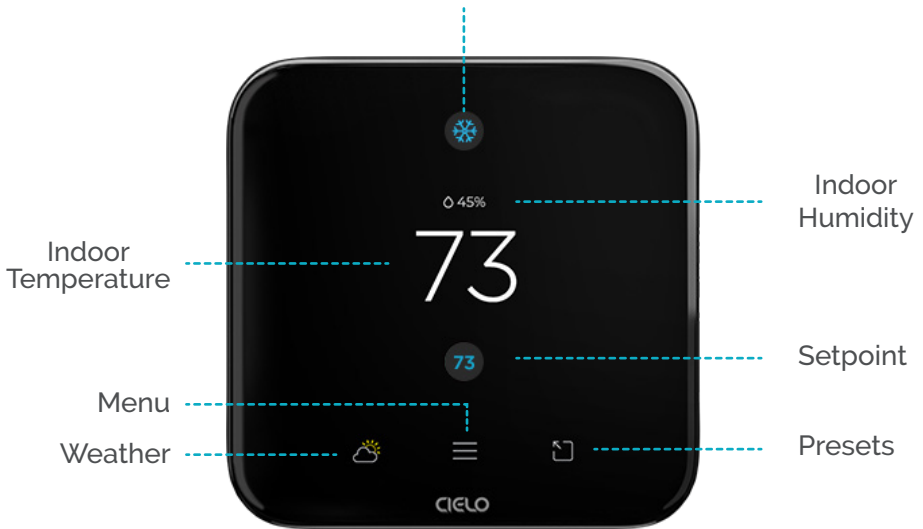 45%
Indoor
Humidity
73
Indoor
Temperature
73
Setpoint
Menu
Weather
Presets
CIELO